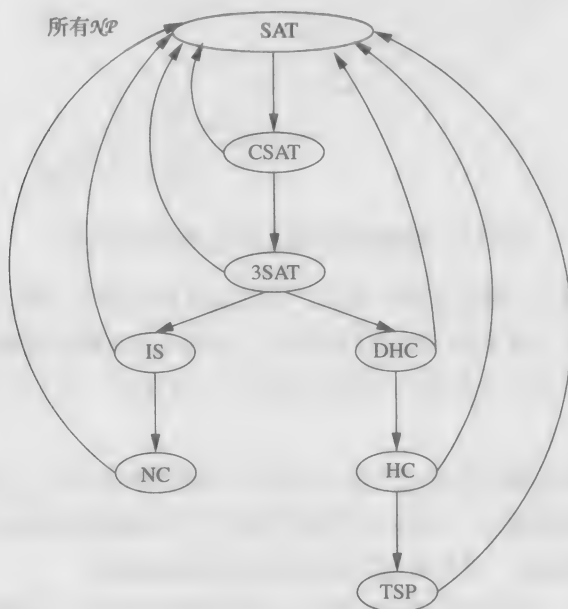 所有NP
SAT
CSAT
3SAT
IS
DHC
NC
HC
TSP